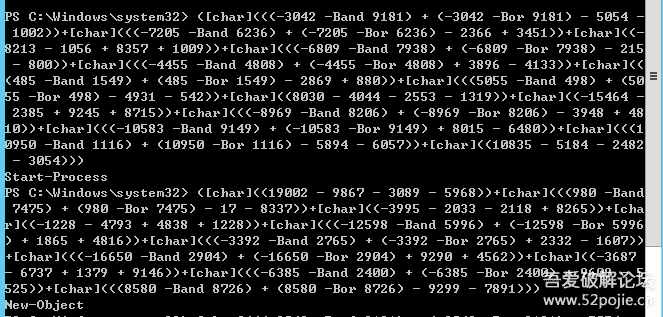 PS C:\Windows\system32> ([char](((-3042 -Band 9181) + (-3042 -Bor 9181) - 5054 -
 1002))+[char](((-7205 -Band 6236) + (-7205 -Bor 6236) - 2366 + 3451))+[char]((-
8213 - 1056 + 8357 + 1009))+[char](((-6809 -Band 7938) + (-6809 -Bor 7938) - 215
 - 800))+[char](((-4455 -Band 4808) + (-4455 -Bor 4808) + 3896 - 4133))+[char]((
(485 -Band 1549) + (485 -Bor 1549) - 2869 + 880))+[char](((5055 -Band 498) + (50
55 -Bor 498) - 4931 - 542))+[char]((8030 - 4044 - 2553 - 1319))+[char]((-15464 -
 2385 + 9245 + 8715))+[char](((-8969 -Band 8206) + (-8969 -Bor 8206) - 3948 + 48
10))+[char](((-10583 -Band 9149) + (-10583 -Bor 9149) + 8015 - 6480))+[char](((1
0950 -Band 1116) + (10950 -Bor 1116) - 5894 - 6057))+[char]((10835 - 5184 - 2482
 - 3054)))
Start-Process
PS C:\Windows\system32> ([char]((19002 - 9867 - 3089 - 5968))+[char](((980 -Band
 7475) + (980 -Bor 7475) - 17 - 8337))+[char]((-3995 - 2033 - 2118 + 8265))+[cha
r]((-1228 - 4793 + 4838 + 1228))+[char](((-12598 -Band 5996) + (-12598 -Bor 5996
) + 1865 + 4816))+[char](((-3392 -Band 2765) + (-3392 -Bor 2765) + 2332 - 1607))
+[char](((-16650 -Band 2904) + (-16650 -Bor 2904) + 9290 + 4562))+[char]((-3687
- 6737 + 1379 + 9146))+[char](((-6385 -Band 2400) + (-6385 -Bor 2400)
525))+[char](((8580 -Band 8726) + (8580 -Bor 8726) - 9299 - 7891)))
New-Object
吾爱破解论坛
www.52pojie.cn